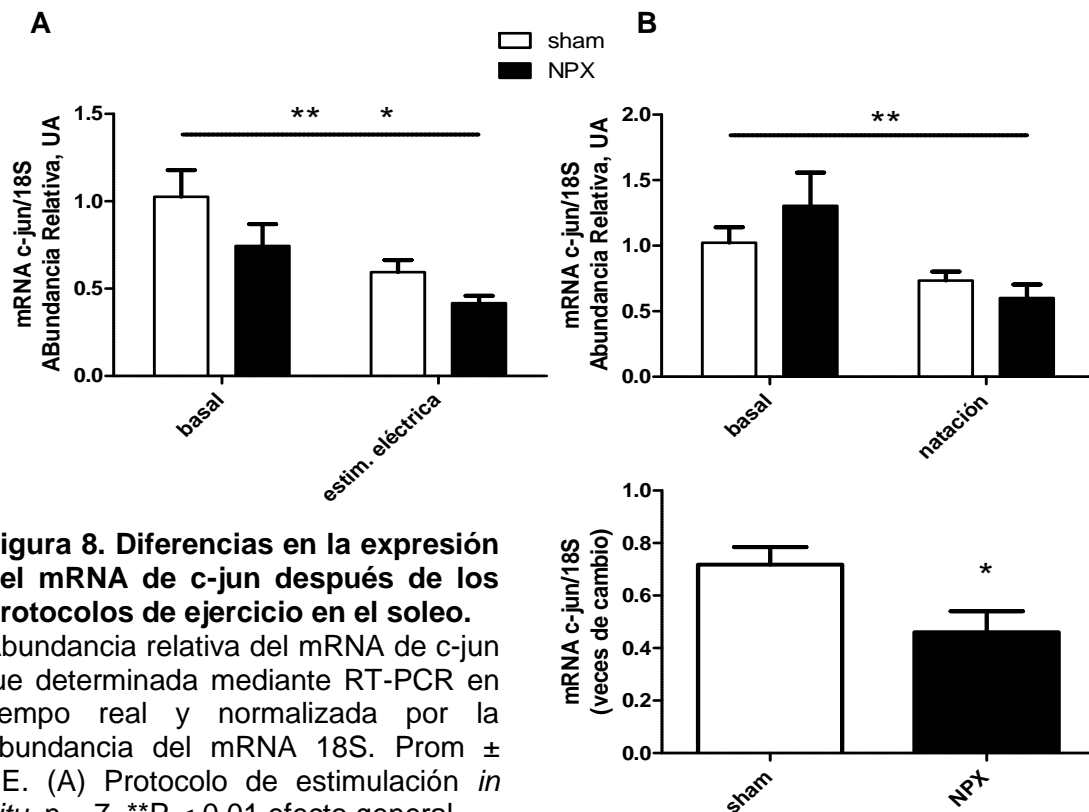 A
B
sham
NPX
** *
1.5
1.0
0.5
0.0
mRNA c-jun/18S
ABundancia Relativa, UA
basal
estim. eléctrica
**
2.0
1.5
1.0
0.5
0.0
mRNA c-jun/18S
Abundancia Relativa, UA
basal
natación
igura 8. Diferencias en la expresión
el mRNA de c-jun después de los
rotocolos de ejercicio en el soleo.
bundancia relativa del mRNA de c-jun
ue determinada mediante RT-PCR en
empo real y normalizada por la
bundancia del mRNA 18S. Prom ±
E. (A) Protocolo de estimulación in
1.0
0.8
0.6
0.4
0.2
0.0
mRNA c-jun/18S
(veces de cambio)
*
sham
NPX